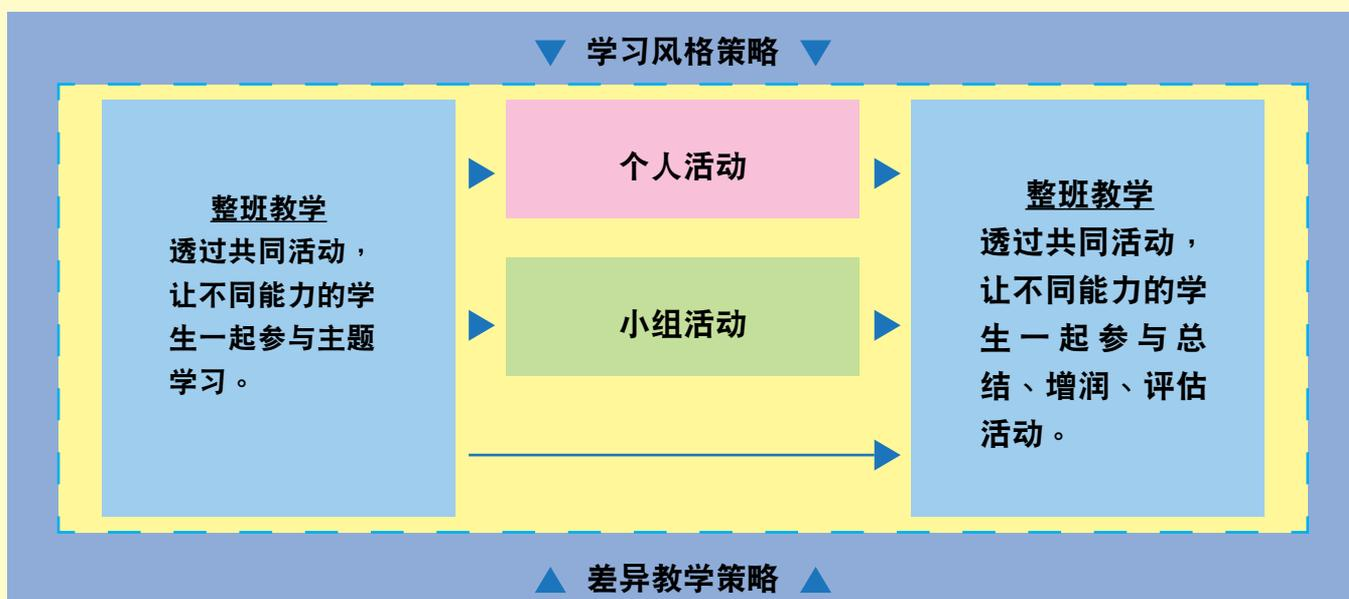 学习风格策略
整班教学
透过共同活动，
让不同能力的学
生一起参与主题
学习。
个人活动
小组活动
整班教学
透过共同活动，
让不同能力的学
生一起参与总
结、增润、评估
活动。
差异教学策略